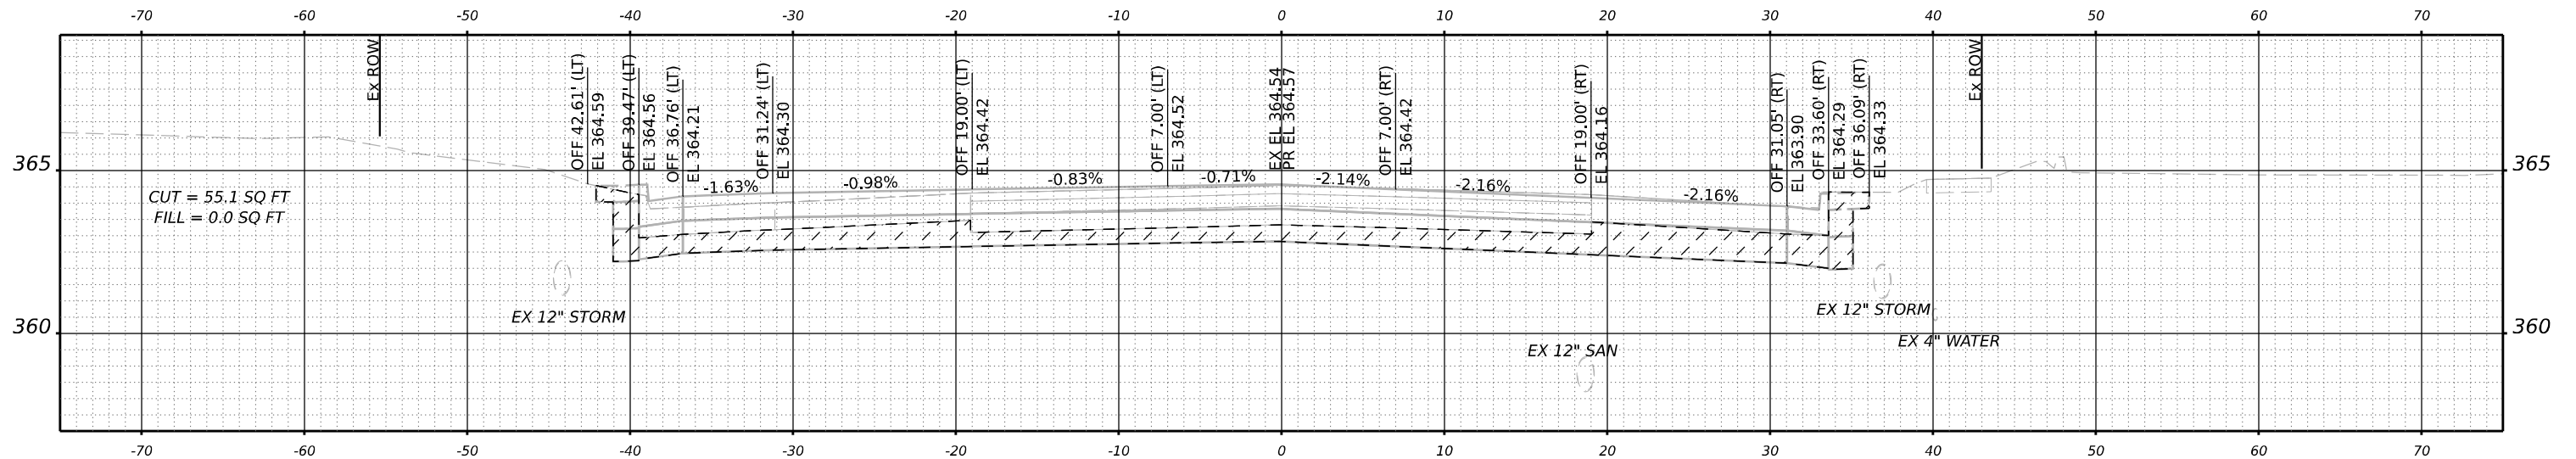 -70 -60 -50 -40 -30 -20 -10 0 10 20 30 40 50 60 70
Ex ROW
OFF 42.61' (LT)
EL 364.59
OFF 39.47' (LT)
EL 364.56
OFF 36.76' (LT)
EL 364.21
OFF 31.24' (LT)
EL 364.30
OFF 19.00' (LT)
EL 364.42
OFF 7.00' (LT)
EL 364.52
EX EL 364.54
PR EL 364.57
OFF 7.00' (RT)
EL 364.42
OFF 19.00' (RT)
EL 364.16
OFF 31.05' (RT)
EL 363.90
OFF 33.60' (RT)
EL 364.29
OFF 36.09' (RT)
EL 364.33
Ex ROW
365 365
-1.63% -0.98% -0.83% -0.71% -2.14% -2.16% -2.16%
CUT = 55.1 SQ FT
FILL = 0.0 SQ FT
EX 12" STORM
EX 12" STORM
360 360
EX 4" WATER
EX 12" SAN
-70 -60 -50 -40 -30 -20 -10 0 10 20 30 40 50 60 70